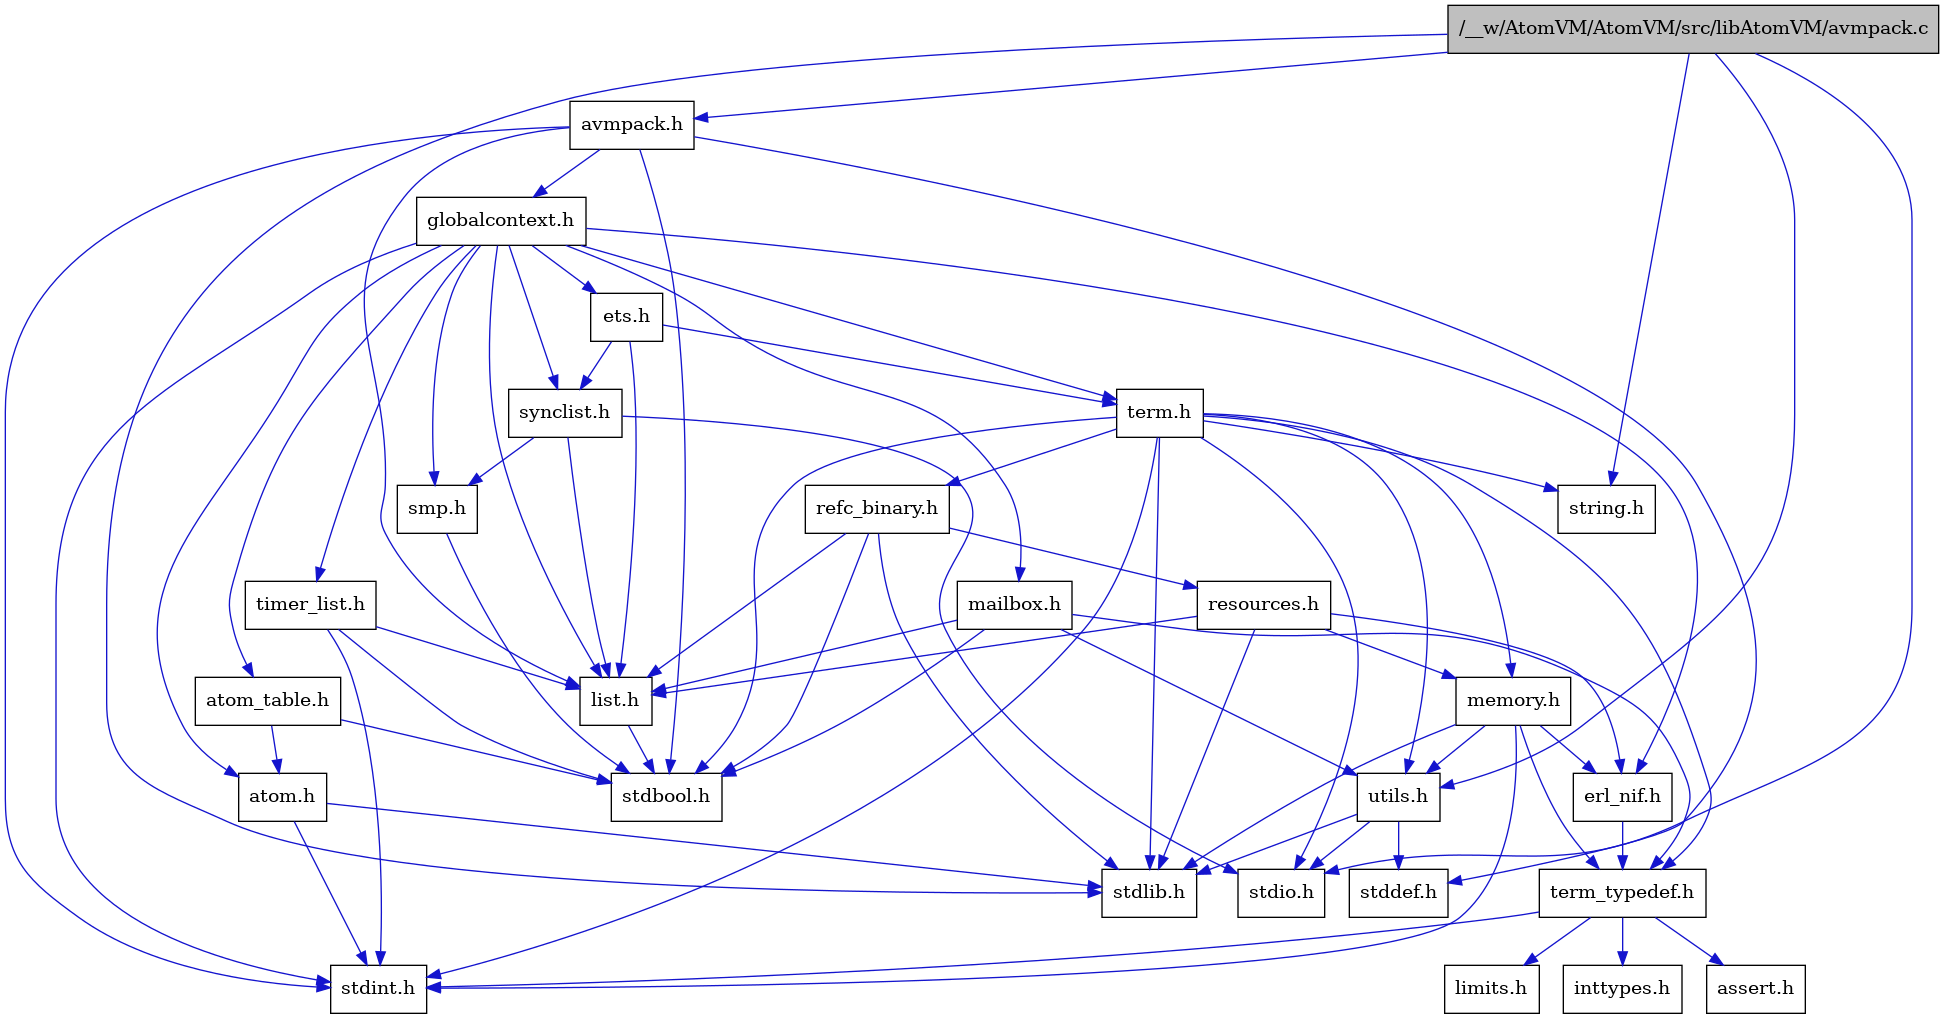 /__w/AtomVM/AtomVM/src/libAtomVM/avmpack.c
avmpack.h
globalcontext.h
ets.h
synclist.h
term.h
smp.h
refc_binary.h
string.h
timer_list.h
mailbox.h
resources.h
atom_table.h
list.h
memory.h
atom.h
stdbool.h
utils.h
erl_nif.h
stdlib.h
stdio.h
stddef.h
term_typedef.h
stdint.h
limits.h
inttypes.h
assert.h